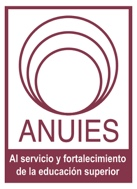 ANUIES
Al servicio y fortalecimiento
de la educación superior